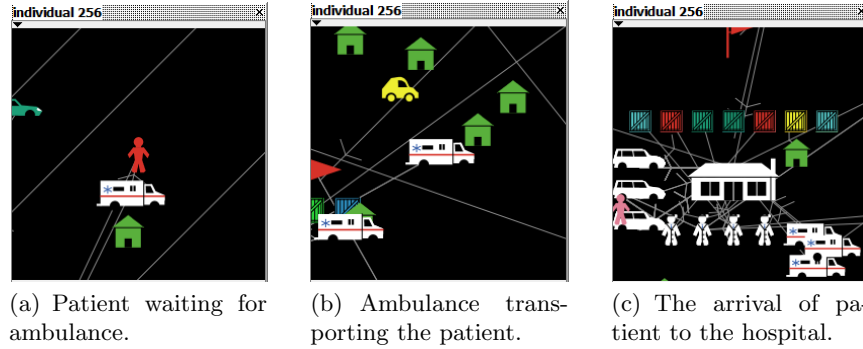 individual 256 x
individual 256 x
individual 256 x
(a) Patient waiting for
ambulance.
(b) Ambulance trans-
porting the patient.
(c) The arrival of pa-
tient to the hospital.